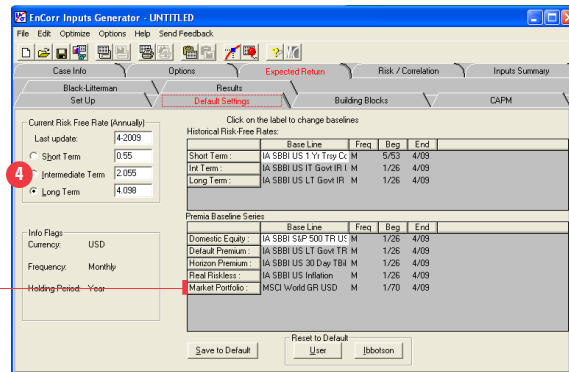 EnCorr Inputs Generator - UNTITLED
File Edit Optimize Options Help Send Feedback
Case Info Options Expected Return Risk / Correlation Inputs Summary
Black-Litterman Results
Set Up Default Settings Building Blocks CAPM
Current Risk Free Rate (Annually)
Last update: 4-2009
Short Term 0.55
4 Intermediate Term 2.055
Long Term 4.098
Info Flags
Currency: USD
Frequency: Monthly
Holding Period: Year
Click on the label to change baselines
Historical Risk-Free Rates:
Base Line Freq Beg End
Short Term : IA SBBI US 1 Yr Trsy Cc M 5/53 4/09
Int Term : IA SBBI US IT Govt IR M 1/26 4/09
Long Term : IA SBBI US LT Govt IR M 1/26 4/09
Premia Baseline Series
Base Line Freq Beg End
Domestic Equity : IA SBBI S&P 500 TR US M 1/26 4/09
Default Premium : IA SBBI US LT Govt TR M 1/26 4/09
Horizon Premium : IA SBBI US 30 Day TBil M 1/26 4/09
Real Riskless : IA SBBI US Inflation M 1/26 4/09
Market Portfolio : MSCI World GR USD M 1/70 4/09
Save to Default
Reset to Default
User Ibbotson